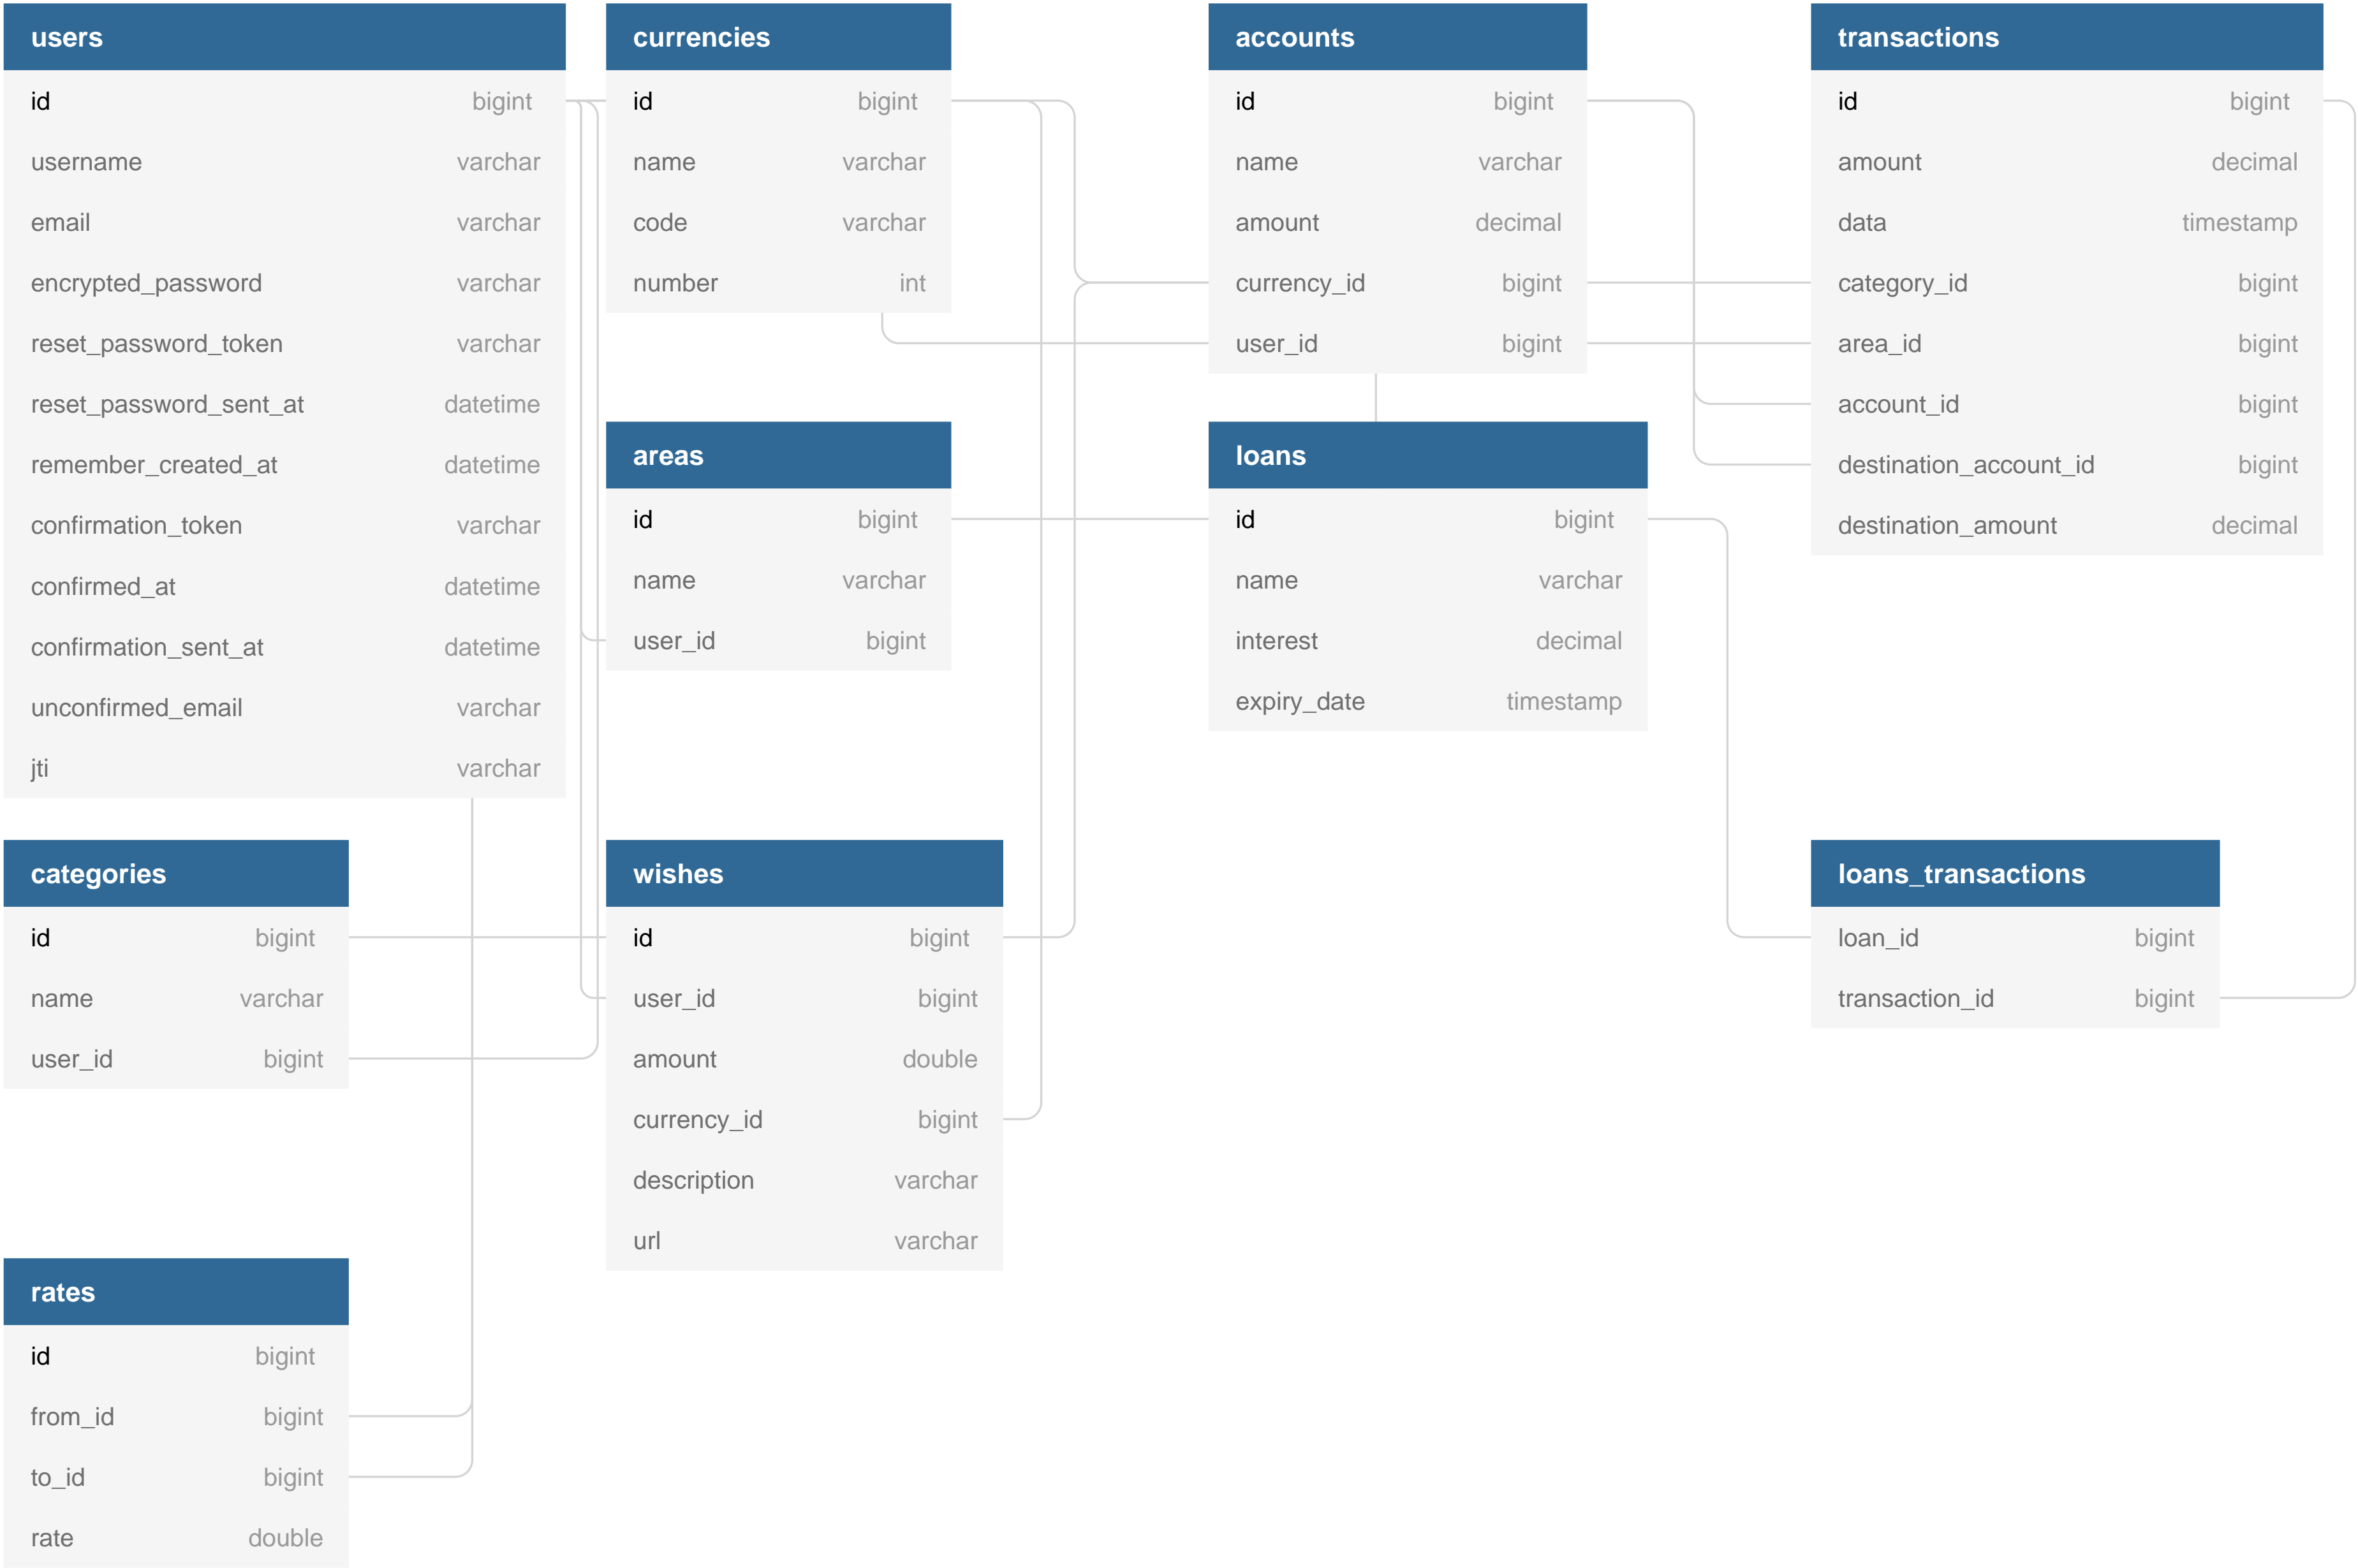 users
id bigint
username varchar
email varchar
encrypted_password varchar
reset_password_token varchar
reset_password_sent_at datetime
remember_created_at datetime
confirmation_token varchar
confirmed_at datetime
confirmation_sent_at datetime
unconfirmed_email varchar
jti varchar
currencies
id bigint
name varchar
code varchar
number int
accounts
id bigint
name varchar
amount decimal
currency_id bigint
user_id bigint
transactions
id bigint
amount decimal
data timestamp
category_id bigint
area_id bigint
account_id bigint
destination_account_id bigint
destination_amount decimal
areas
id bigint
name varchar
user_id bigint
loans
id bigint
name varchar
interest decimal
expiry_date timestamp
categories
id bigint
name varchar
user_id bigint
wishes
id bigint
user_id bigint
amount double
currency_id bigint
description varchar
url varchar
loans_transactions
loan_id bigint
transaction_id bigint
rates
id bigint
from_id bigint
to_id bigint
rate double